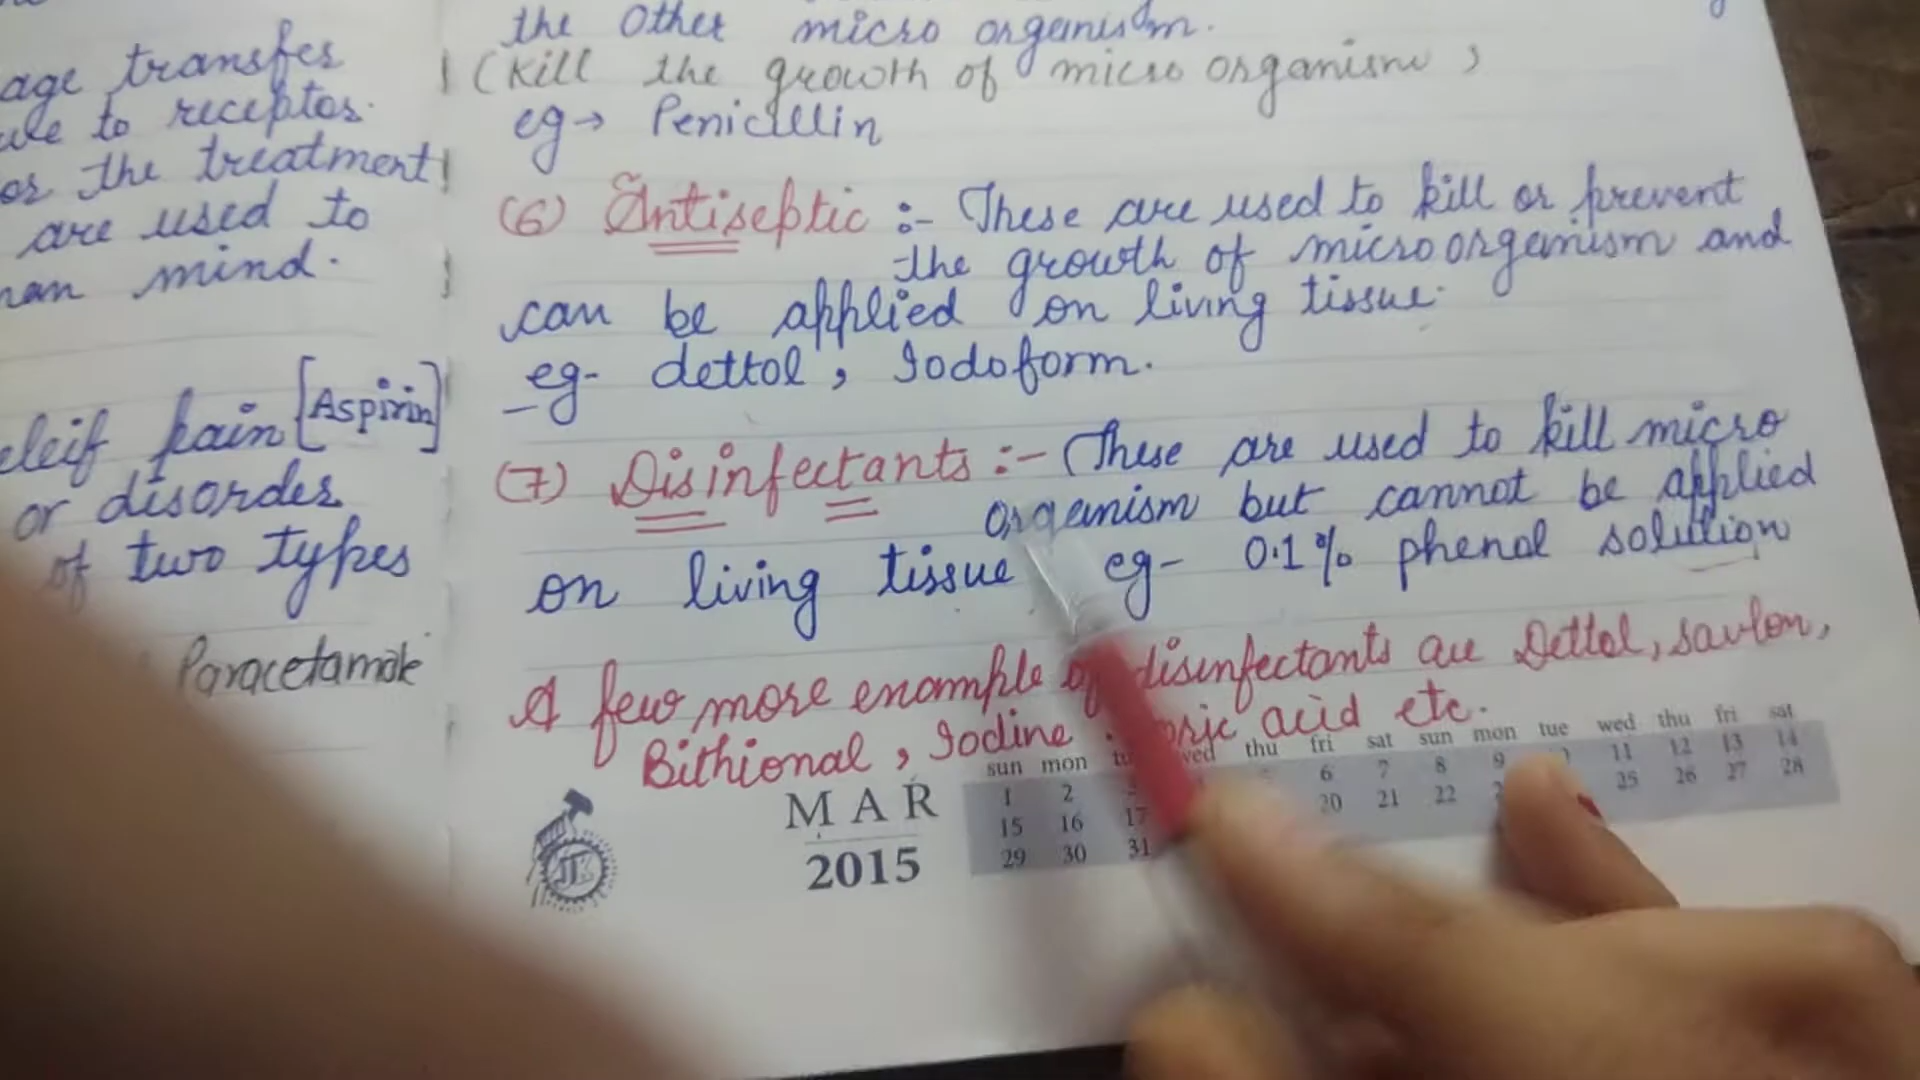 age transfer
to receptor.
or the treatment
are used to
man mind.
pain [Aspirin]
or disorder
of two types
Paracetamole
the Other micro organism.
(Kill the growth of micro organism)
eg→ Penicillin
(6) Antiseptic :- These are used to kill or prevent
the growth of microorganism and
can be applied on living tissue.
eg- dettol, Iodoform.
(7) Disinfectants :- These are used to kill micro
organism but cannot be applied
on living tissue eg- 0.1% phenol solution
A few more enample of disinfectants are Dettol, savlon,
Bithional, Iodine, acid etc.
sun mon thu fri sat sun mon tue wed thu fri sat
1 2 6 7 8 9 11 12 13 14
15 16 17 20 21 22 25 26 27 28
29 30 31
MAR
2015